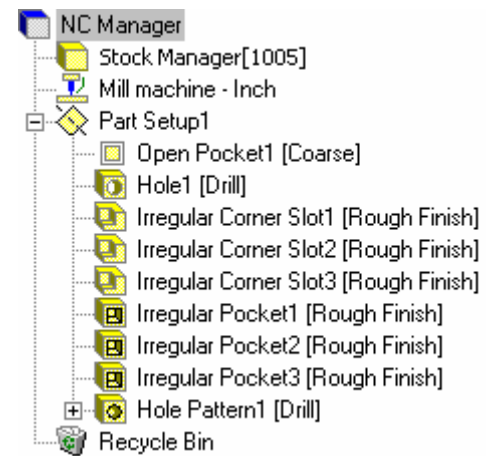 NC Manager
Stock Manager[1005]
Mill machine - Inch
Part Setup1
Open Pocket1 [Coarse]
Hole1 [Drill]
Irregular Corner Slot1 [Rough Finish]
Irregular Corner Slot2 [Rough Finish]
Irregular Corner Slot3 [Rough Finish]
Irregular Pocket1 [Rough Finish]
Irregular Pocket2 [Rough Finish]
Irregular Pocket3 [Rough Finish]
Hole Pattern1 [Drill]
Recycle Bin